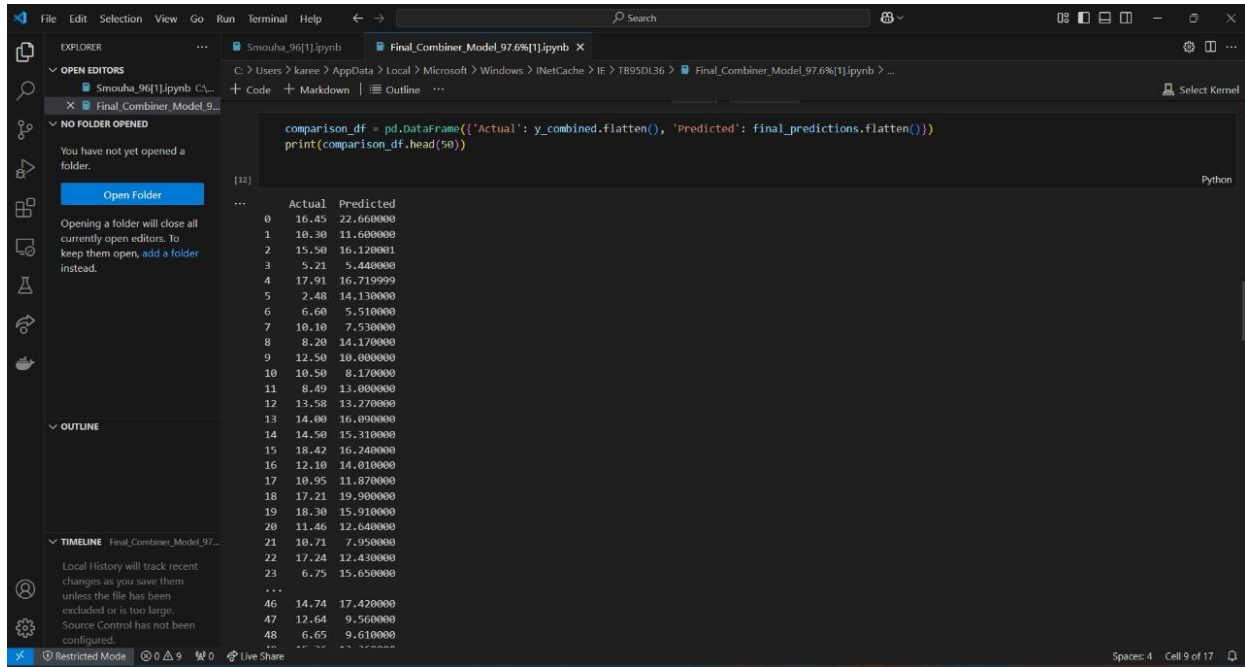 File Edit Selection View Go Run Terminal Help
Search
EXPLORER
Smouha_96[1].ipynb
Final_Combiner_Model_97.6%[1].ipynb
OPEN EDITORS
Smouha_96[1].ipynb C:\...
Final_Combiner_Model_9...
NO FOLDER OPENED
You have not yet opened a
folder.
Open Folder
Opening a folder will close all
currently open editors. To
keep them open, add a folder
instead.
OUTLINE
TIMELINE Final_Combiner_Model_97...
Local History will track recent
changes as you save them
unless the file has been
excluded or is too large.
Source Control has not been
configured.
C: > Users > karee > AppData > Local > Microsoft > Windows > INetCache > IE > TB95DL36 > Final_Combiner_Model_97.6%[1].ipynb > ...
+ Code + Markdown | Outline ...
Select Kernel
comparison_df = pd.DataFrame({'Actual': y_combined.flatten(), 'Predicted': final_predictions.flatten()})
print(comparison_df.head(50))
[12]
Python
... Actual Predicted
0 16.45 22.660000
1 10.30 11.600000
2 15.50 16.120001
3 5.21 5.440000
4 17.91 16.719999
5 2.48 14.130000
6 6.60 5.510000
7 10.10 7.530000
8 8.20 14.170000
9 12.50 10.000000
10 10.50 8.170000
11 8.49 13.000000
12 13.58 13.270000
13 14.00 16.090000
14 14.50 15.310000
15 18.42 16.240000
16 12.10 14.010000
17 10.95 11.870000
18 17.21 19.900000
19 18.30 15.910000
20 11.46 12.640000
21 10.71 7.950000
22 17.24 12.430000
23 6.75 15.650000
...
46 14.74 17.420000
47 12.64 9.560000
48 6.65 9.610000
Restricted Mode 0 9 0 Live Share
Spaces: 4 Cell 9 of 17